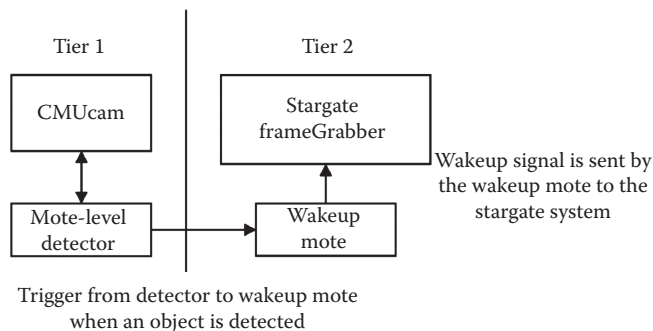 Tier 1
Tier 2
CMUcam
Stargate
frameGrabber
Wakeup signal is sent by
the wakeup mote to the
stargate system
Mote-level
detector
Wakeup
mote
Trigger from detector to wakeup mote
when an object is detected